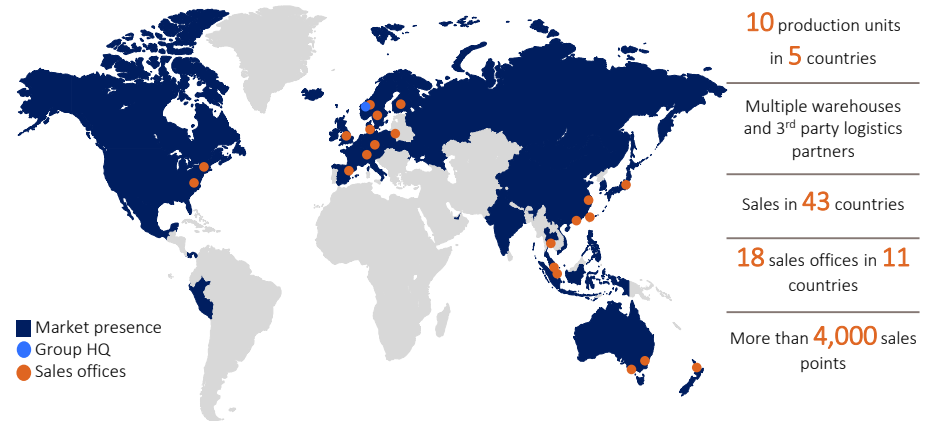 10 production units
in 5 countries
Multiple warehouses
and 3rd party logistics
partners
Sales in 43 countries
18 sales offices in 11
countries
More than 4,000 sales
points
Market presence
Group HQ
Sales offices